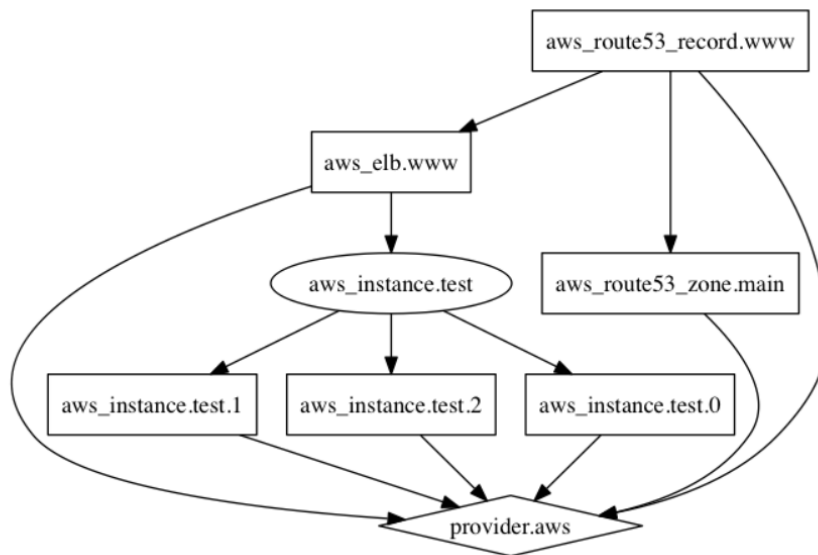 aws_route53_record.www
aws_elb.www
aws_instance.test
aws_route53_zone.main
aws_instance.test.1
aws_instance.test.2
aws_instance.test.0
provider.aws